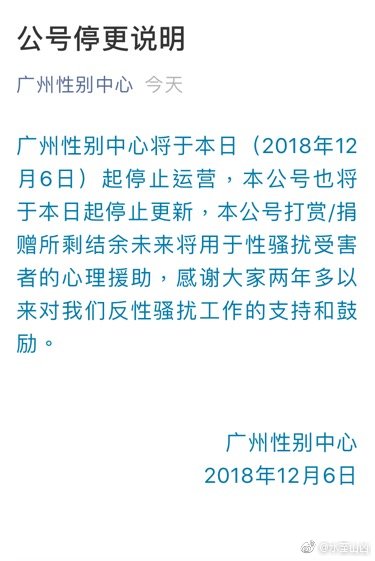 公号停更说明
广州性别中心 今天
广州性别中心将于本日（2018年12
月6日）起停止运营，本公号也将
于本日起停止更新，本公号打赏/捐
赠所剩结余未来将用于性骚扰受害
者的心理援助，感谢大家两年多以
来对我们反性骚扰工作的支持和鼓
励。
广州性别中心
2018年12月6日